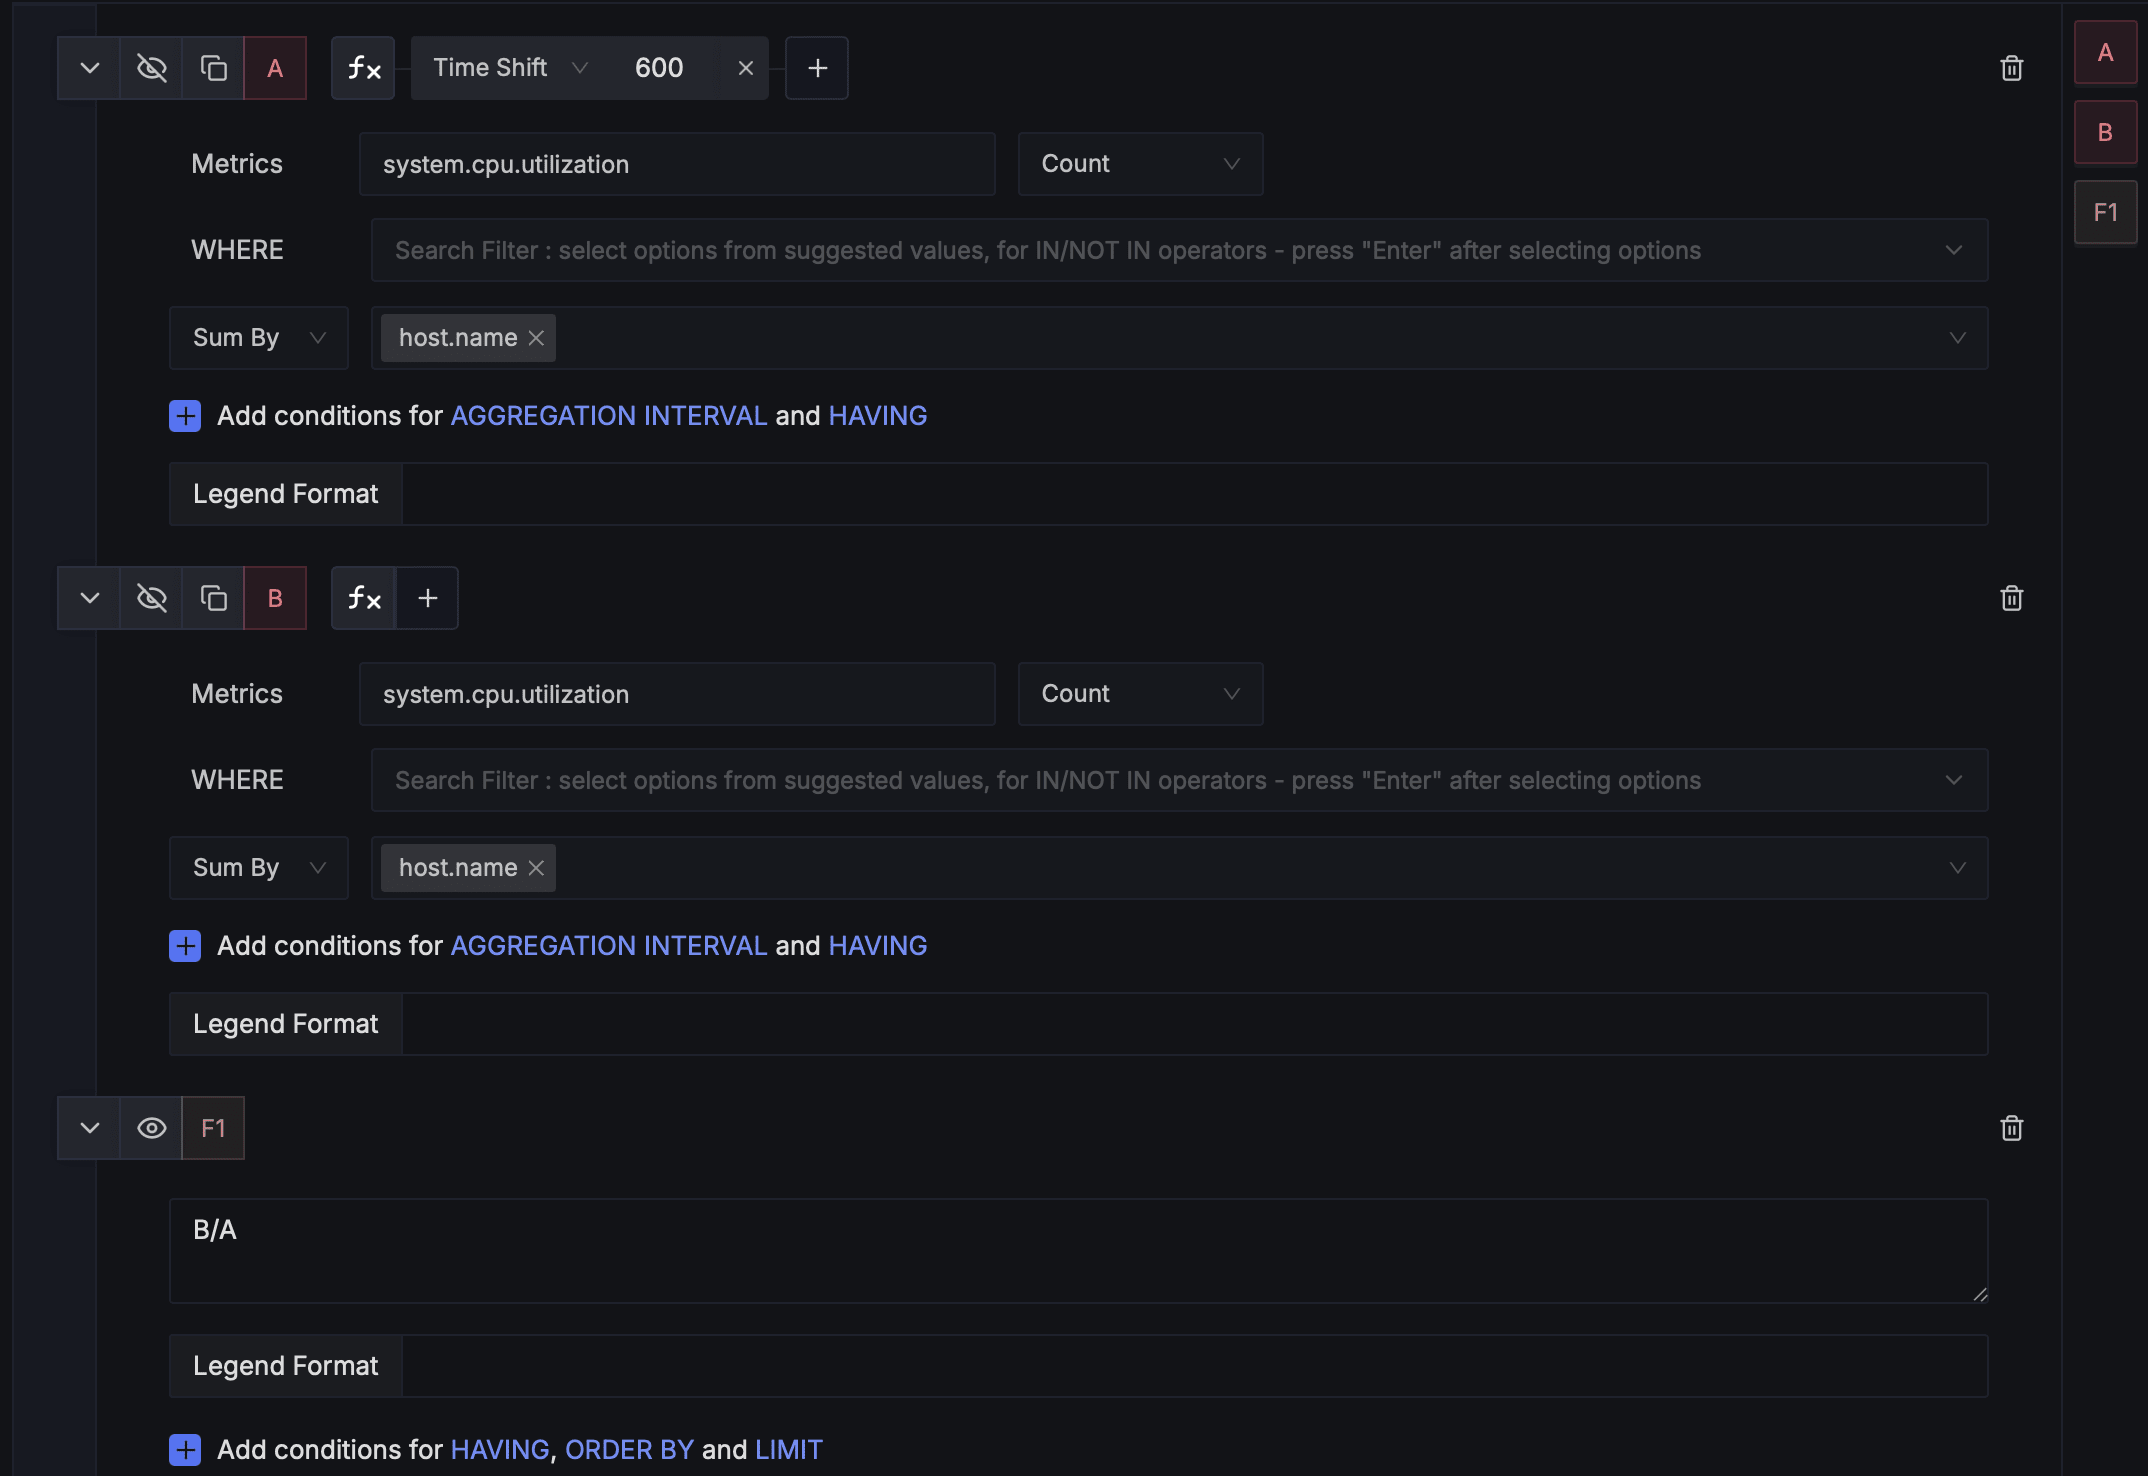 A fx Time Shift 600
A
Metrics system.cpu.utilization Count
B
WHERE Search Filter : select options from suggested values, for IN/NOT IN operators - press "Enter" after selecting options
F1
Sum By host.name
Add conditions for AGGREGATION INTERVAL and HAVING
Legend Format
B fx
Metrics system.cpu.utilization Count
WHERE Search Filter : select options from suggested values, for IN/NOT IN operators - press "Enter" after selecting options
Sum By host.name
Add conditions for AGGREGATION INTERVAL and HAVING
Legend Format
F1
B/A
Legend Format
Add conditions for HAVING, ORDER BY and LIMIT